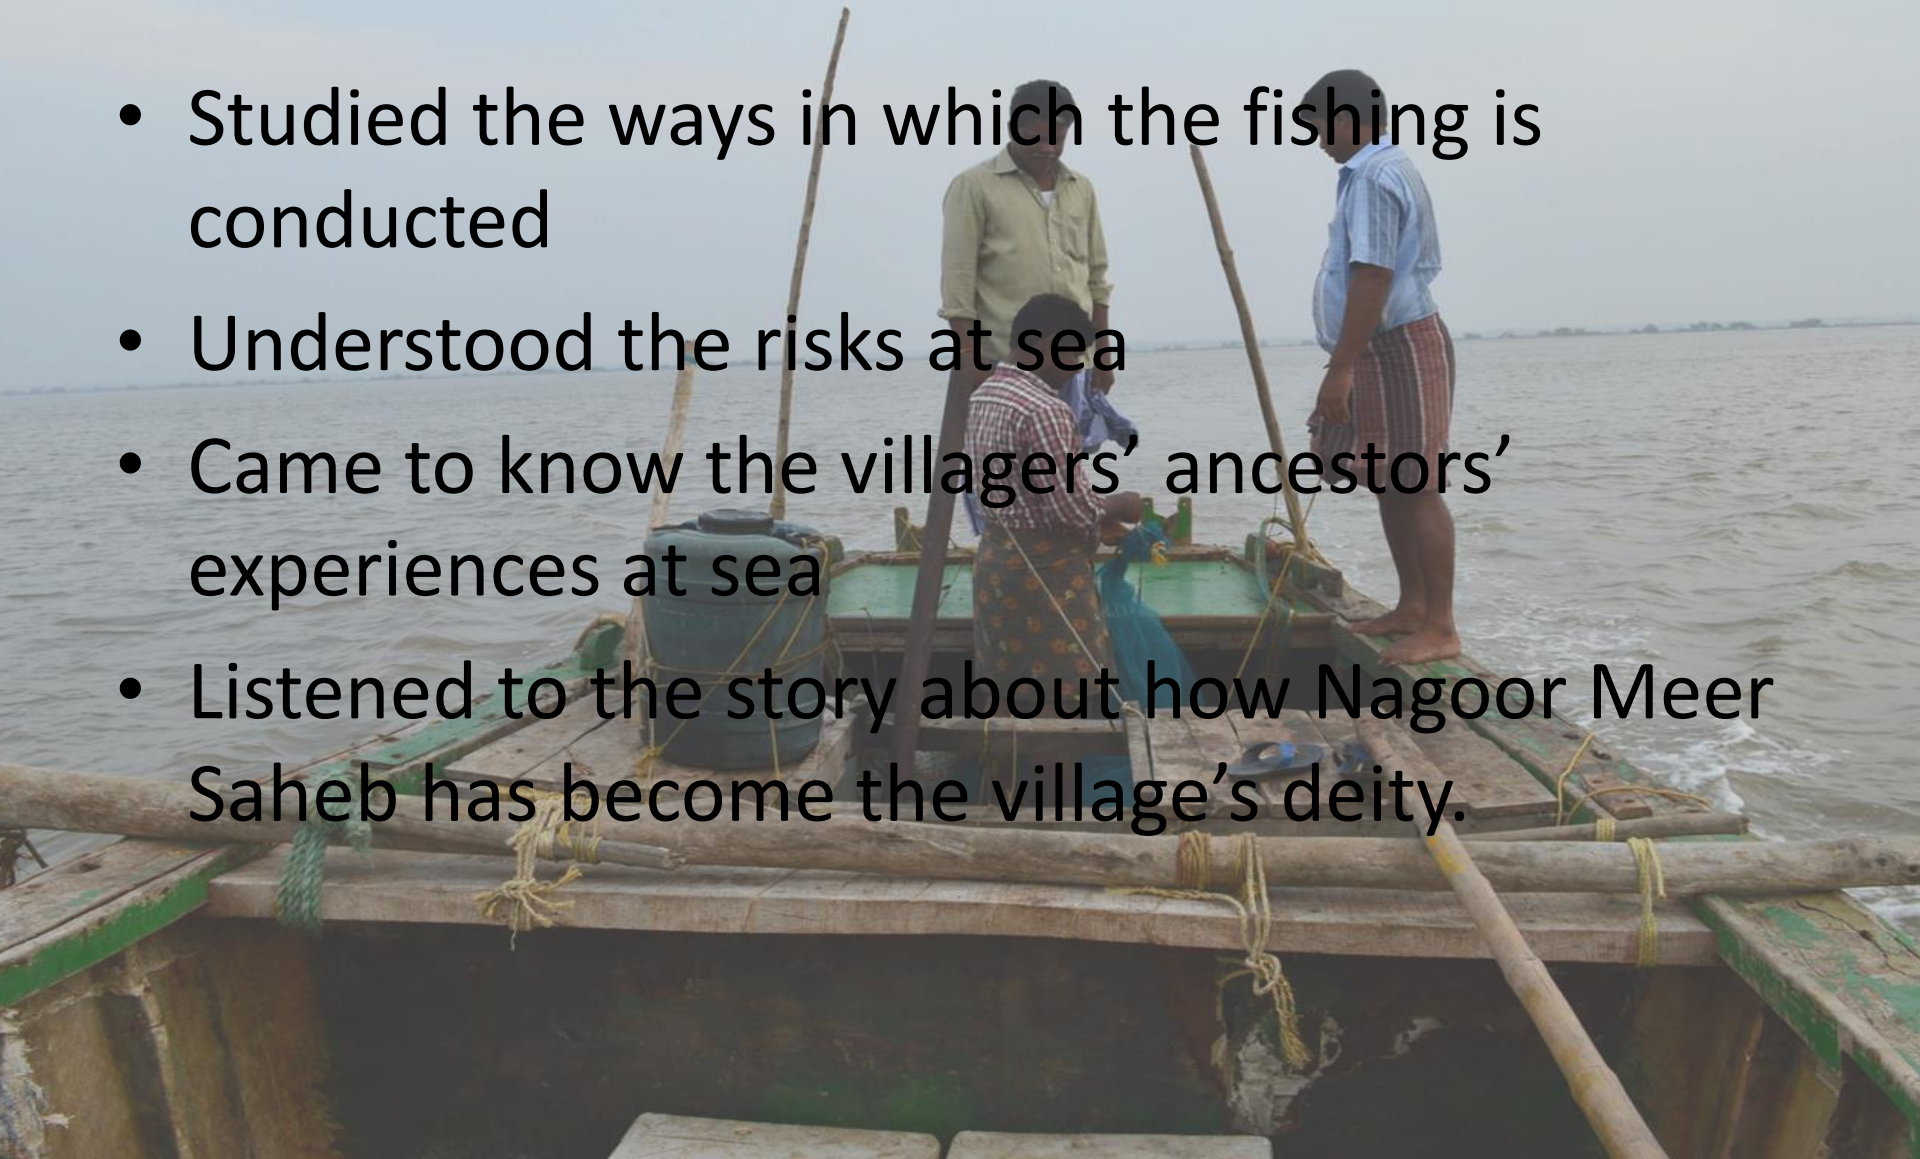 • Studied the ways in which the fishing is
conducted
• Understood the risks at sea
• Came to know the villagers’ ancestors’
experiences at sea
• Listened to the story about how Nagoor Meer
Saheb has become the village’s deity.